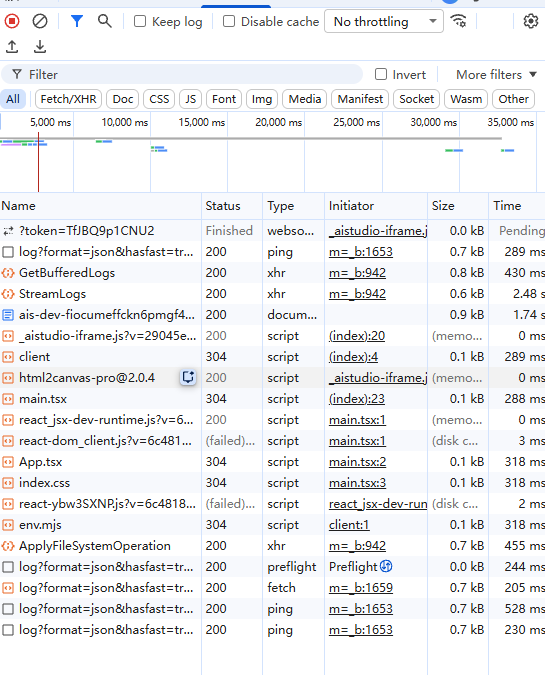 Keep log Disable cache No throttling
Filter Invert More filters
All Fetch/XHR Doc CSS JS Font Img Media Manifest Socket Wasm Other
5,000 ms 10,000 ms 15,000 ms 20,000 ms 25,000 ms 30,000 ms 35,000 ms
Name Status Type Initiator Size Time
?token=TfJBQ9p1CNU2 Finished webso... _aistudio-iframe.j 0.0 kB Pending
log?format=json&hasfast=tr... 200 ping m=_b:1653 0.7 kB 289 ms
GetBufferedLogs 200 xhr m=_b:942 0.8 kB 430 ms
StreamLogs 200 xhr m=_b:942 0.6 kB 2.48 s
ais-dev-fiocumeffckn6pmgf4... 200 docum... 0.9 kB 1.74 s
_aistudio-iframe.js?v=29045e... 200 script (index):20 (memo... 0 ms
client 304 script (index):4 0.1 kB 289 ms
html2canvas-pro@2.0.4 200 script _aistudio-iframe.j (memo... 0 ms
main.tsx 304 script (index):23 0.1 kB 288 ms
react_jsx-dev-runtime.js?v=6... 200 script main.tsx:1 (memo... 0 ms
react-dom_client.js?v=6c481... (failed)... script main.tsx:1 (disk c... 3 ms
App.tsx 304 script main.tsx:2 0.1 kB 318 ms
index.css 304 script main.tsx:3 0.1 kB 318 ms
react-ybw3SXNP.js?v=6c4818... (failed)... script react_jsx-dev-run (disk c... 2 ms
env.mjs 304 script client:1 0.1 kB 318 ms
ApplyFileSystemOperation 200 xhr m=_b:942 0.7 kB 455 ms
log?format=json&hasfast=tr... 200 preflight Preflight 0.0 kB 244 ms
log?format=json&hasfast=tr... 200 fetch m=_b:1659 0.7 kB 205 ms
log?format=json&hasfast=tr... 200 ping m=_b:1653 0.7 kB 528 ms
log?format=json&hasfast=tr... 200 ping m=_b:1653 0.7 kB 230 ms